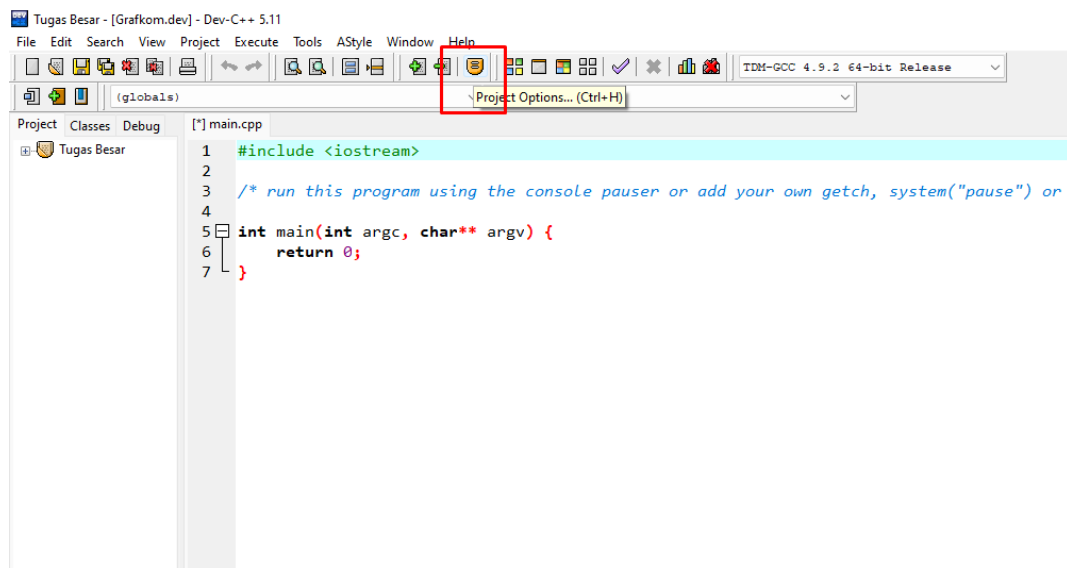 Tugas Besar - [Grafkom.dev] - Dev-C++ 5.11
File Edit Search View Project Execute Tools AStyle Window Help
TDM-GCC 4.9.2 64-bit Release
(globals)
Project Options... (Ctrl+H)
Project Classes Debug [*] main.cpp
Tugas Besar
1 #include <iostream>
2
3 /* run this program using the console pauser or add your own getch, system("pause") or
4
5 int main(int argc, char** argv) {
6 return 0;
7 }